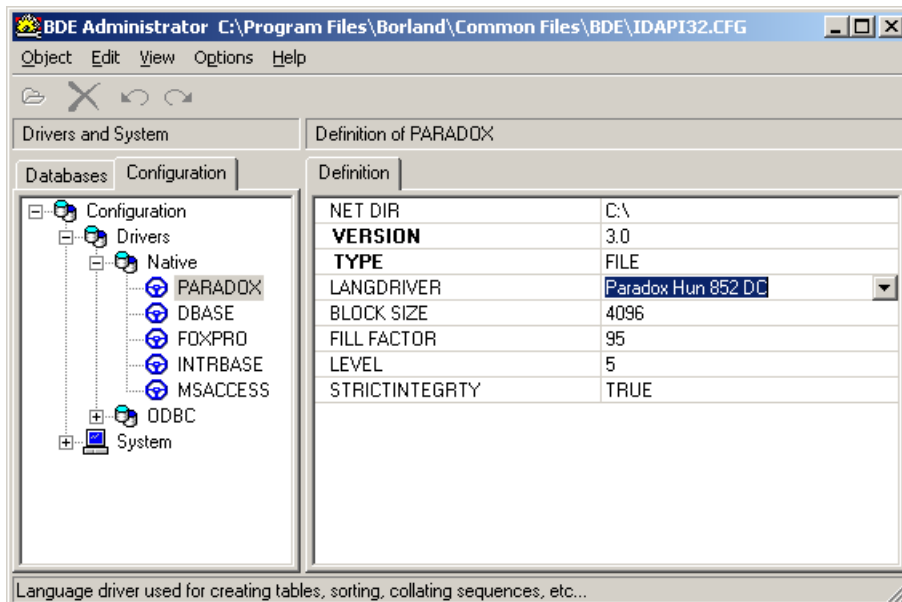 BDE Administrator C:\Program Files\Borland\Common Files\BDE\IDAPI32.CFG
Object Edit View Options Help
Drivers and System
Definition of PARADOX
Databases Configuration
Definition
Configuration
Drivers
Native
PARADOX
DBASE
FOXPRO
INTRBASE
MSACCESS
ODBC
System
NET DIR C:\
VERSION 3.0
TYPE FILE
LANGDRIVER Paradox Hun 852 DC
BLOCK SIZE 4096
FILL FACTOR 95
LEVEL 5
STRICTINTEGRTY TRUE
Language driver used for creating tables, sorting, collating sequences, etc...